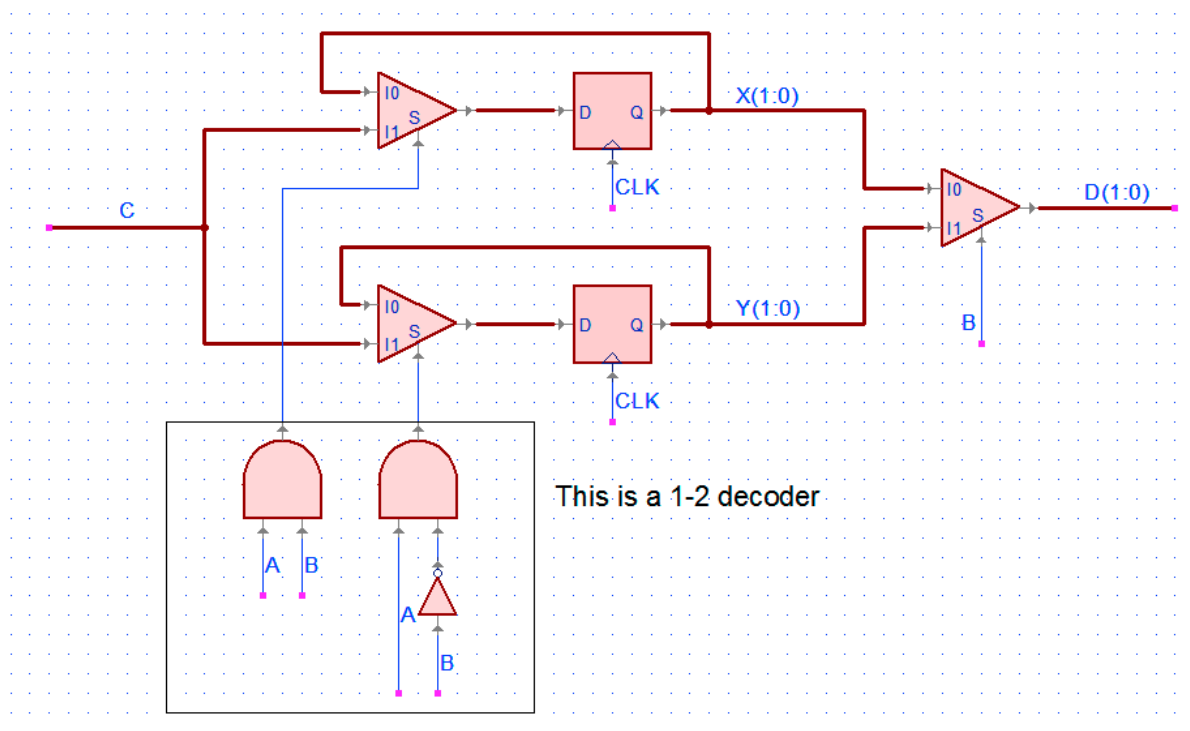 I0
I1
S
D
Q
X(1:0)
CLK
C
I0
I1
S
D(1:0)
B
I0
I1
S
D
Q
Y(1:0)
CLK
This is a 1-2 decoder
A
B
A
B